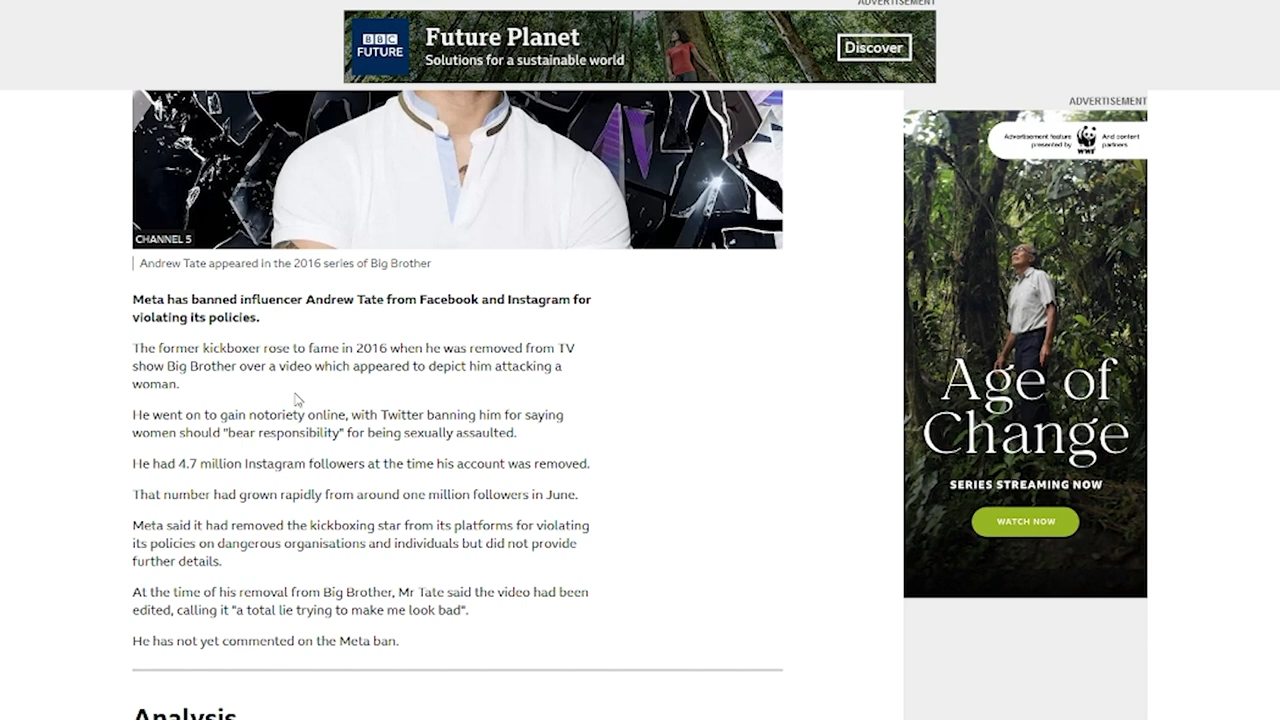 ADVERTISEMENT
BBC
FUTURE
Future Planet
Solutions for a sustainable world
Discover
CHANNEL 5
Andrew Tate appeared in the 2016 series of Big Brother
Meta has banned influencer Andrew Tate from Facebook and Instagram for
violating its policies.
The former kickboxer rose to fame in 2016 when he was removed from TV
show Big Brother over a video which appeared to depict him attacking a
woman.
He went on to gain notoriety online, with Twitter banning him for saying
women should "bear responsibility" for being sexually assaulted.
He had 4.7 million Instagram followers at the time his account was removed.
That number had grown rapidly from around one million followers in June.
Meta said it had removed the kickboxing star from its platforms for violating
its policies on dangerous organisations and individuals but did not provide
further details.
At the time of his removal from Big Brother, Mr Tate said the video had been
edited, calling it "a total lie trying to make me look bad".
He has not yet commented on the Meta ban.
Analysis
ADVERTISEMENT
Advertisement feature
presented by
WWF
And content
partners
Age of
Change
SERIES STREAMING NOW
WATCH NOW